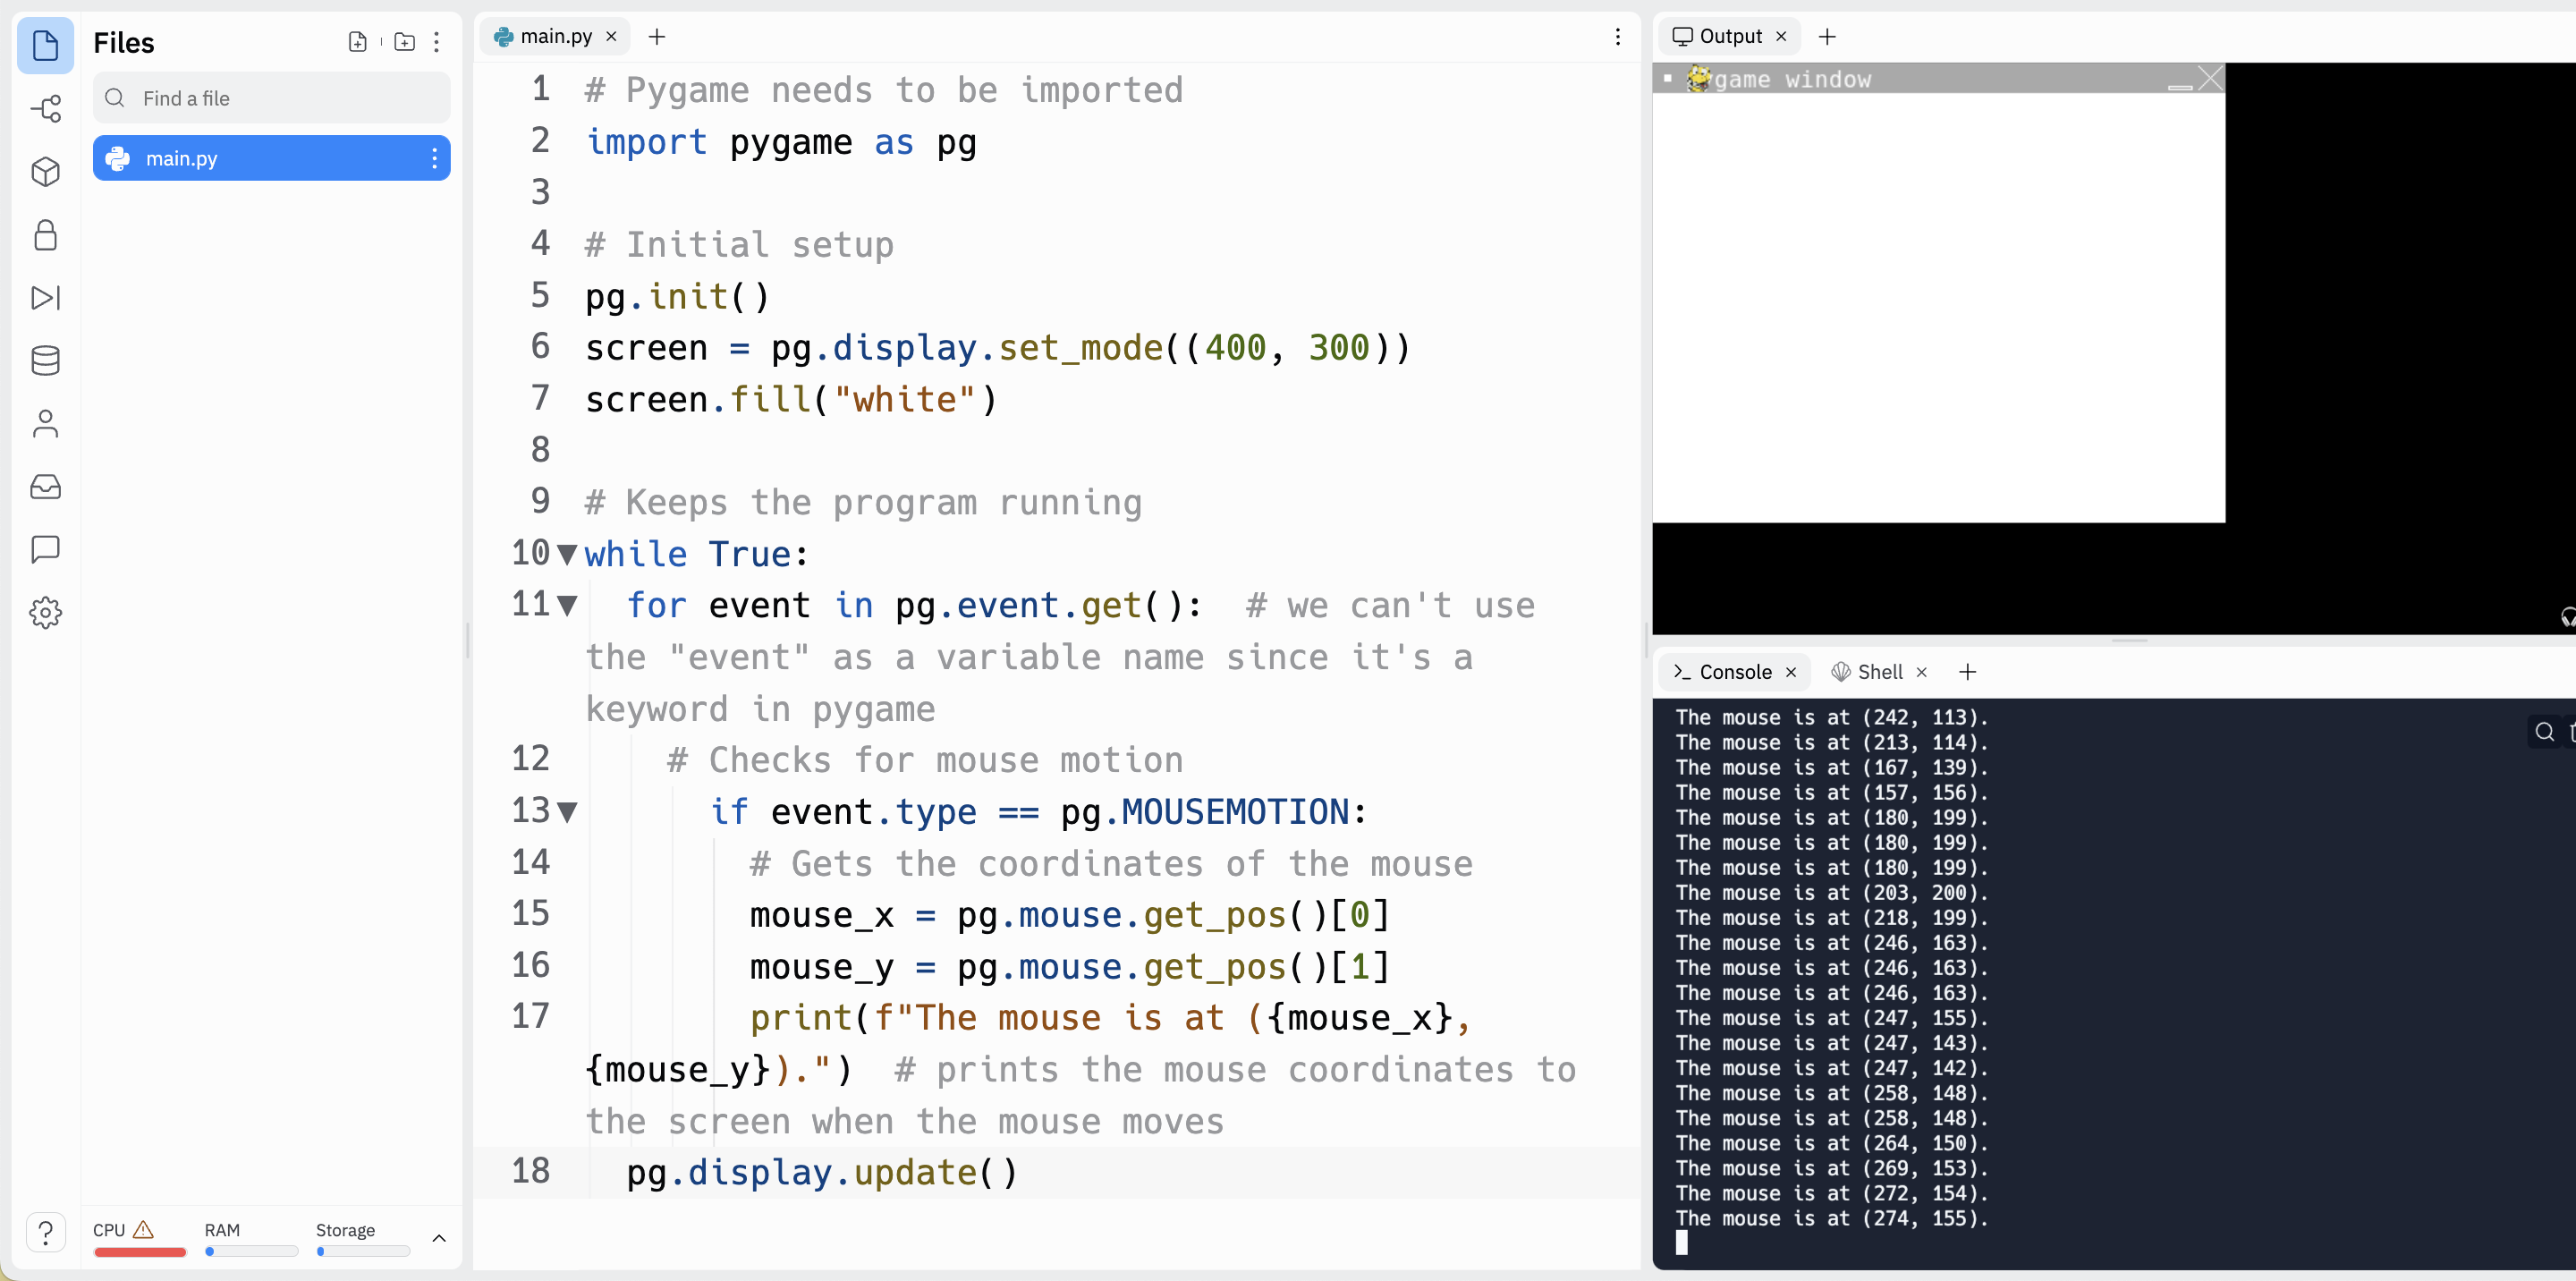 Files
Find a file
main.py
CPU
RAM
Storage
?
main.py
1 # Pygame needs to be imported
2 import pygame as pg
3
4 # Initial setup
5 pg.init()
6 screen = pg.display.set_mode((400, 300))
7 screen.fill("white")
8
9 # Keeps the program running
10 while True:
11 for event in pg.event.get():  # we can't use
the "event" as a variable name since it's a
keyword in pygame
12 # Checks for mouse motion
13 if event.type == pg.MOUSEMOTION:
14 # Gets the coordinates of the mouse
15 mouse_x = pg.mouse.get_pos()[0]
16 mouse_y = pg.mouse.get_pos()[1]
17 print(f"The mouse is at ({mouse_x},
{mouse_y}).")  # prints the mouse coordinates to
the screen when the mouse moves
18 pg.display.update()
Output
game window
Console
Shell
The mouse is at (242, 113).
The mouse is at (213, 114).
The mouse is at (167, 139).
The mouse is at (157, 156).
The mouse is at (180, 199).
The mouse is at (180, 199).
The mouse is at (180, 199).
The mouse is at (203, 200).
The mouse is at (218, 199).
The mouse is at (246, 163).
The mouse is at (246, 163).
The mouse is at (246, 163).
The mouse is at (247, 155).
The mouse is at (247, 143).
The mouse is at (247, 142).
The mouse is at (258, 148).
The mouse is at (258, 148).
The mouse is at (264, 150).
The mouse is at (269, 153).
The mouse is at (272, 154).
The mouse is at (274, 155).